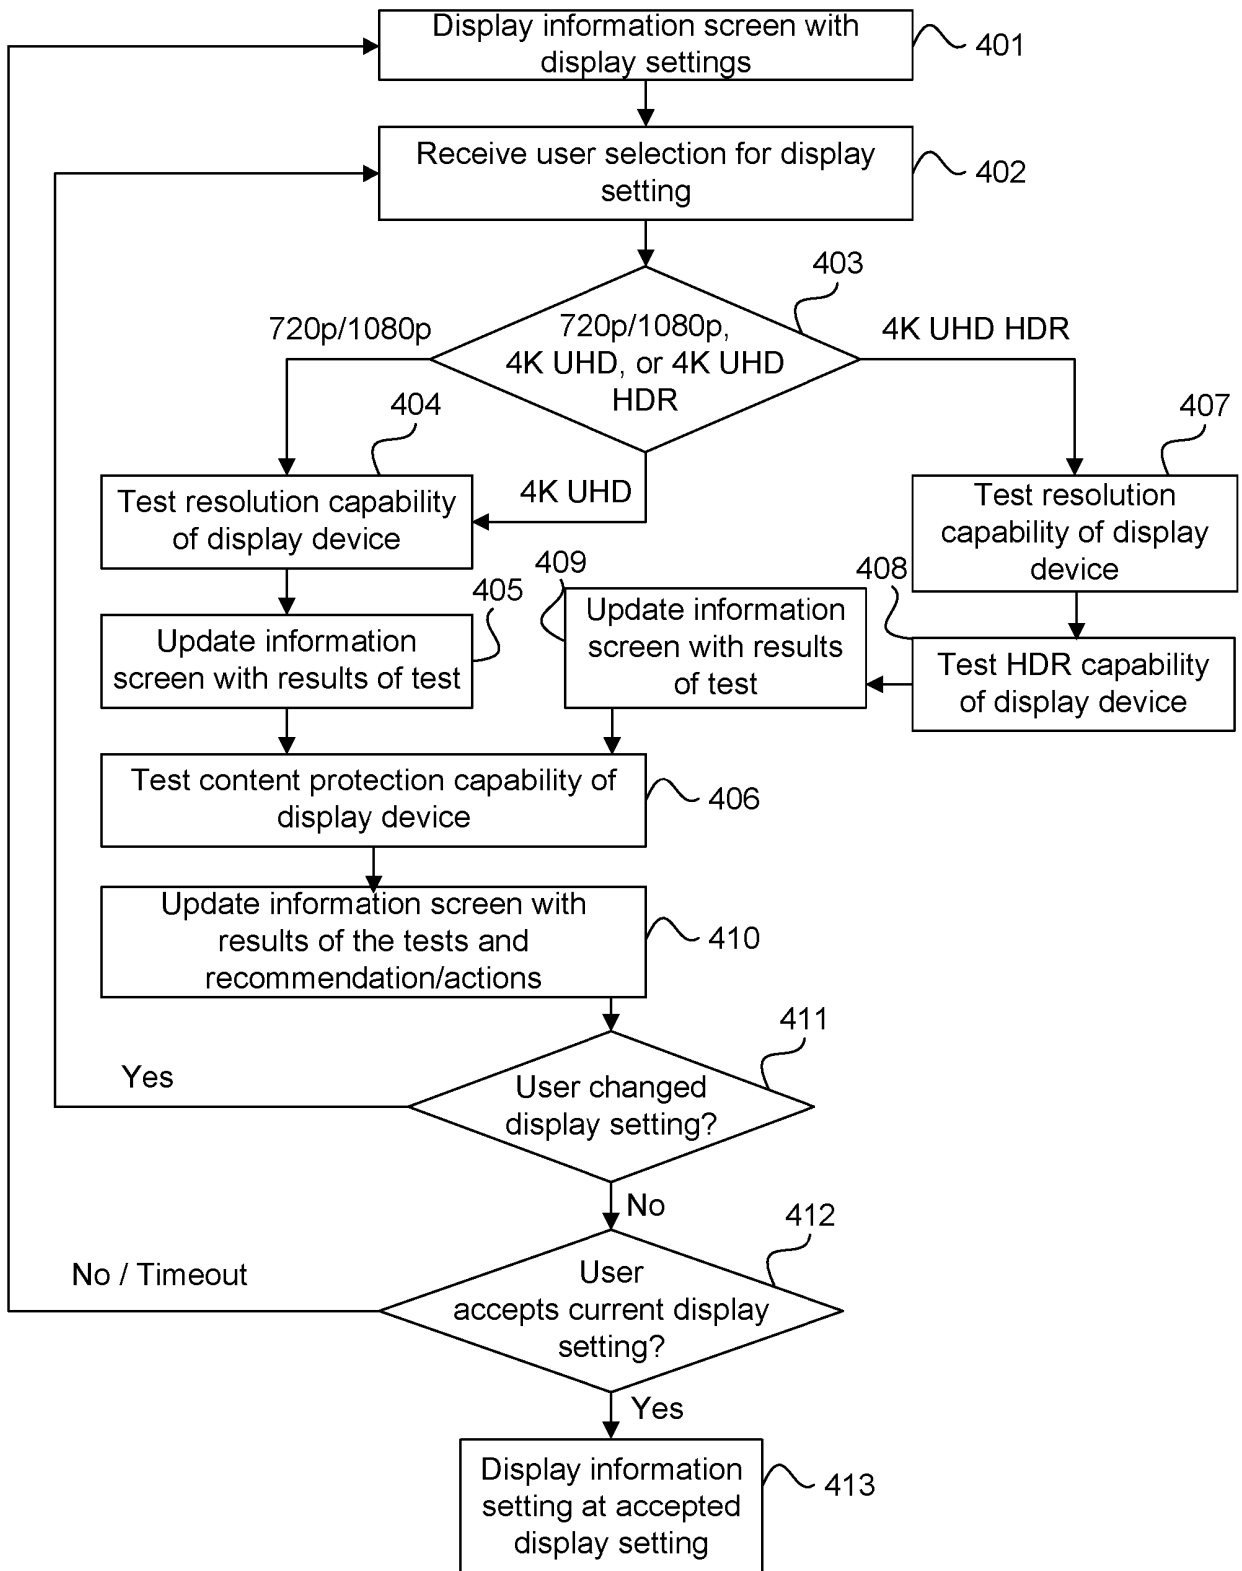 Display information screen with
display settings
401
Receive user selection for display
setting
402
403
720p/1080p
720p/1080p,
4K UHD, or 4K UHD
HDR
4K UHD HDR
404
407
4K UHD
Test resolution capability
of display device
Test resolution
capability of display
device
409
408
405
Update information
screen with results of test
Update information
screen with results
of test
Test HDR capability
of display device
Test content protection capability of
display device
406
Update information screen with
results of the tests and
recommendation/actions
410
411
Yes
User changed
display setting?
No
412
No / Timeout
User
accepts current display
setting?
Yes
Display information
setting at accepted
display setting
413